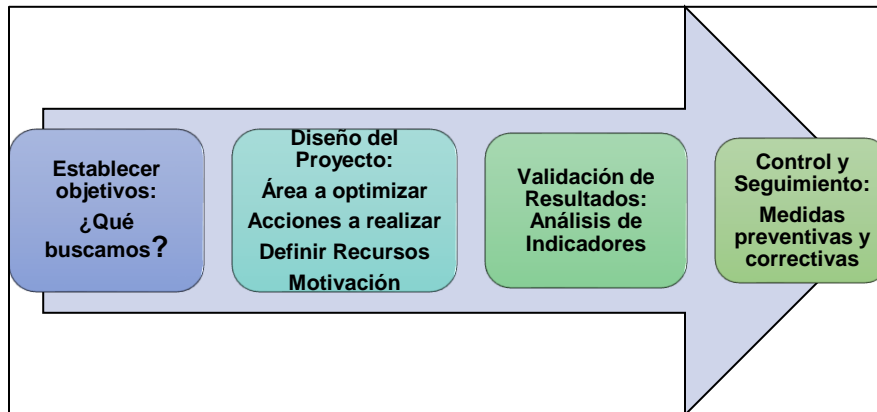 Establecer
objetivos:
¿Qué
buscamos?
Diseño del
Proyecto:
Área a optimizar
Acciones a realizar
Definir Recursos
Motivación
Validación de
Resultados:
Análisis de
Indicadores
Control y
Seguimiento:
Medidas
preventivas y
correctivas